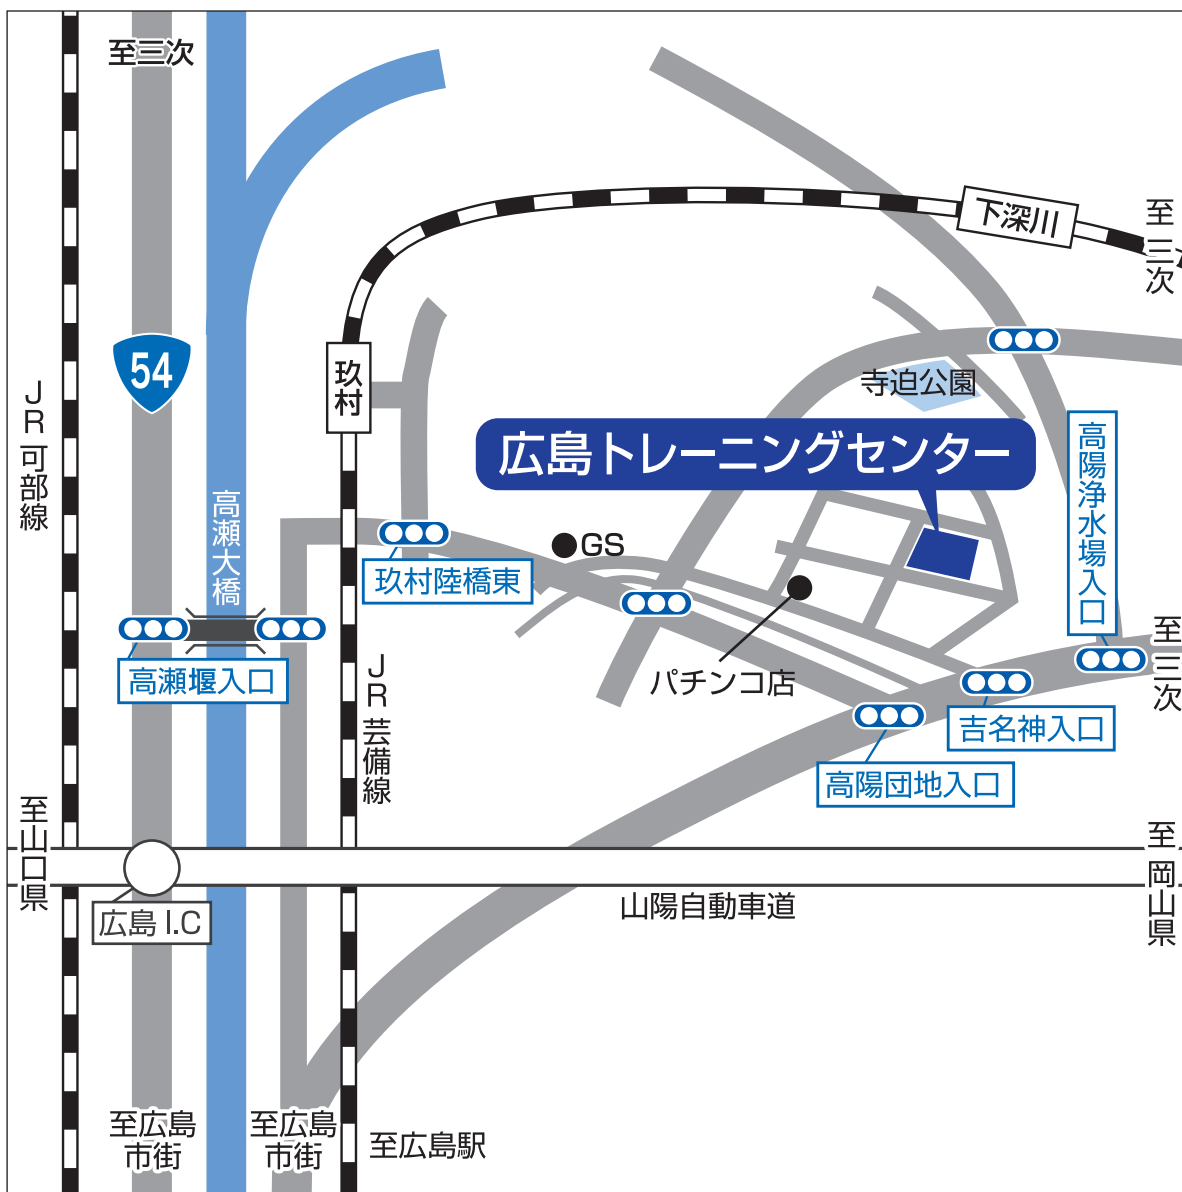 至三次
下深川
至三次
54
玖村
JR可部線
寺迫公園
広島トレーニングセンター
高陽浄水場入口
高瀬大橋
GS
玖村陸橋東
至三次
高瀬堰入口
JR芸備線
パチンコ店
吉名神入口
高陽団地入口
至山口県
至岡山県
広島I.C
山陽自動車道
至広島
市街
至広島
市街
至広島駅